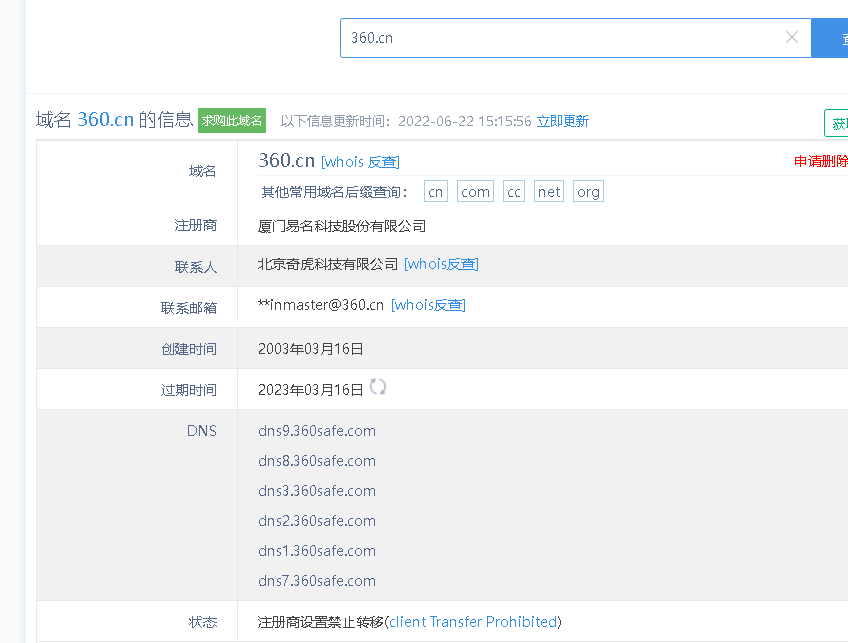 360.cn
域名 360.cn 的信息 求购此域名 以下信息更新时间：2022-06-22 15:15:56 立即更新
域名 360.cn [whois 反查] 申请删除
其他常用域名后缀查询： cn com cc net org
注册商 厦门易名科技股份有限公司
联系人 北京奇虎科技有限公司 [whois反查]
联系邮箱 **inmaster@360.cn [whois反查]
创建时间 2003年03月16日
过期时间 2023年03月16日
DNS dns9.360safe.com
dns8.360safe.com
dns3.360safe.com
dns2.360safe.com
dns1.360safe.com
dns7.360safe.com
状态 注册商设置禁止转移(client Transfer Prohibited)